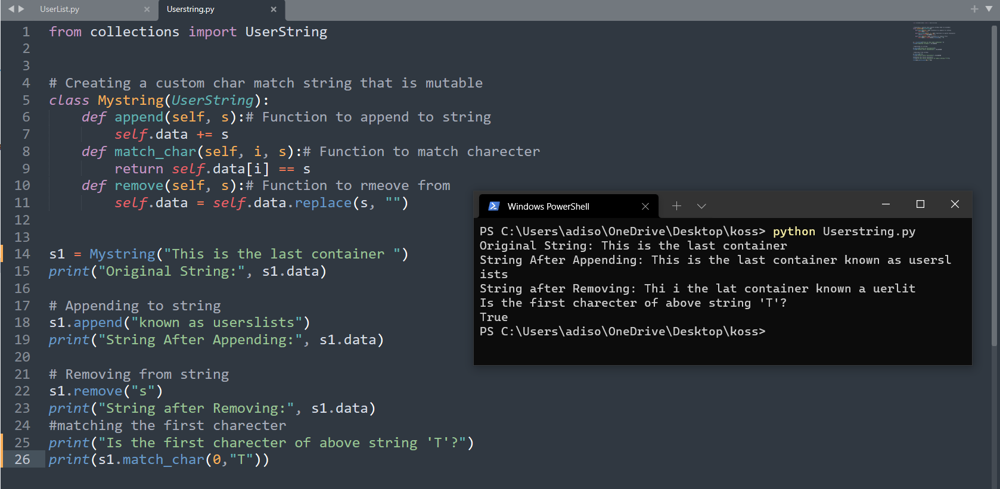 UserList.py
Userstring.py
1 from collections import UserString
2
3
4 # Creating a custom char match string that is mutable
5 class Mystring(UserString):
6     def append(self, s):# Function to append to string
7         self.data += s
8     def match_char(self, i, s):# Function to match charecter
9         return self.data[i] == s
10     def remove(self, s):# Function to rmeove from
11         self.data = self.data.replace(s, "")
12
13
14 s1 = Mystring("This is the last container ")
15 print("Original String:", s1.data)
16
17 # Appending to string
18 s1.append("known as userslists")
19 print("String After Appending:", s1.data)
20
21 # Removing from string
22 s1.remove("s")
23 print("String after Removing:", s1.data)
24 #matching the first charecter
25 print("Is the first charecter of above string 'T'?")
26 print(s1.match_char(0,"T"))
Windows PowerShell
PS C:\Users\adiso\OneDrive\Desktop\koss> python Userstring.py
Original String: This is the last container
String After Appending: This is the last container known as usersl
ists
String after Removing: Thi i the lat container known a uerlit
Is the first charecter of above string 'T'?
True
PS C:\Users\adiso\OneDrive\Desktop\koss>